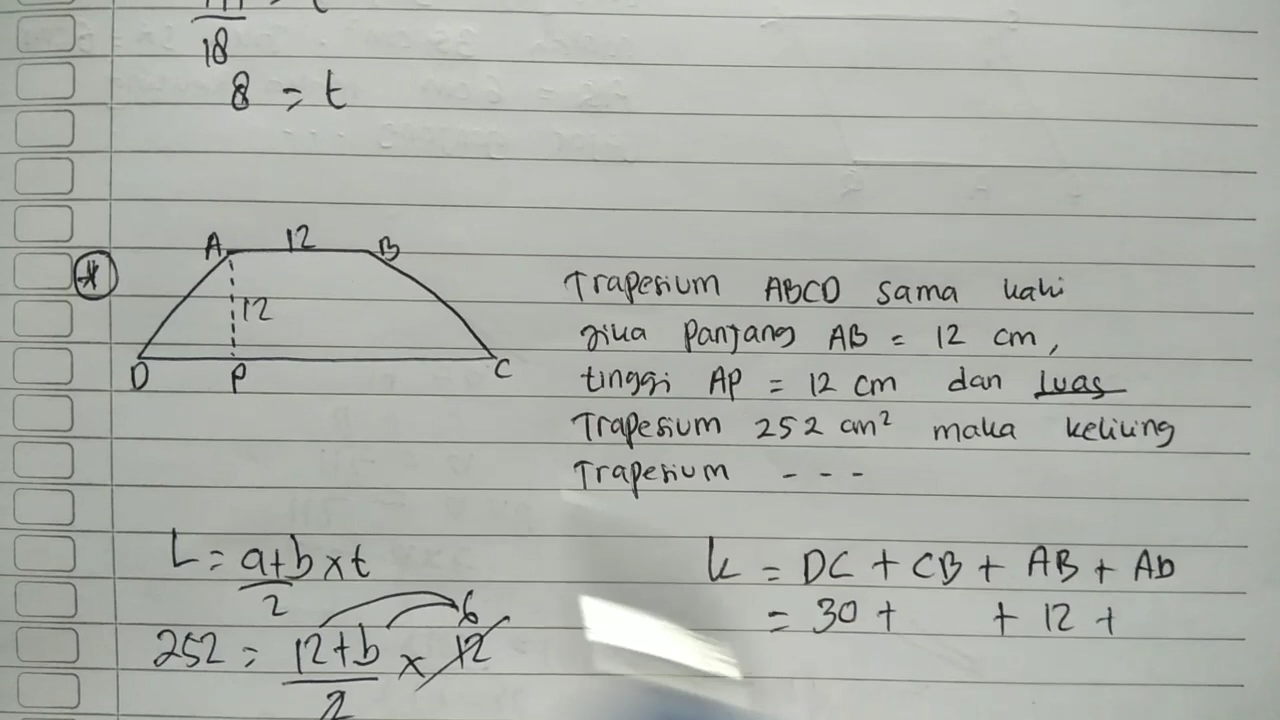 18
8 = t
A 12 B
12
D P C
Trapesium ABCD sama kaki
jika panjang AB = 12 cm,
tinggi AP = 12 cm dan Luas
Trapesium 252 cm² maka keliling
Trapesium - - -
L = a+b x t
2
K = DC + CB + AB + AD
= 30 + + 12 +
6
252 = 12+b x 12
2